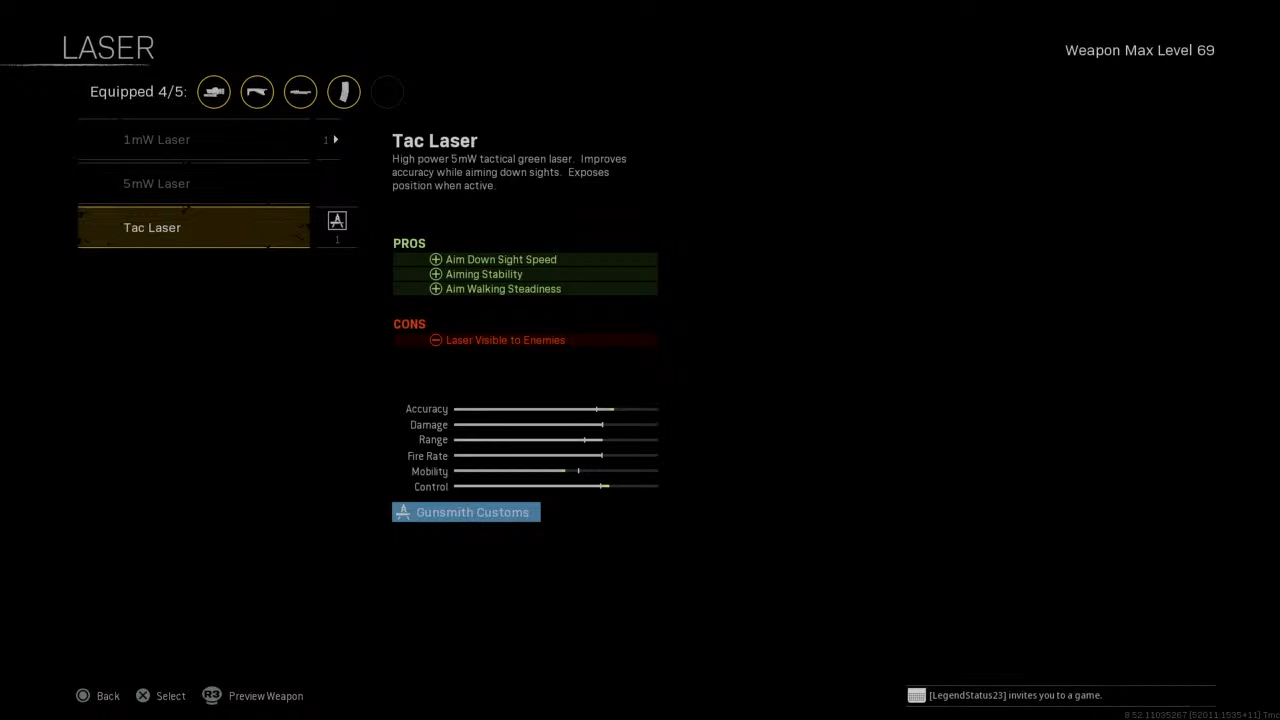 LASER
Weapon Max Level 69
Equipped 4/5:
1mW Laser 1
5mW Laser
Tac Laser
1
Tac Laser
High power 5mW tactical green laser. Improves
accuracy while aiming down sights. Exposes
position when active.
PROS
Aim Down Sight Speed
Aiming Stability
Aim Walking Steadiness
CONS
Laser Visible to Enemies
Accuracy
Damage
Range
Fire Rate
Mobility
Control
Gunsmith Customs
Back Select R3 Preview Weapon
[LegendStatus23] invites you to a game.